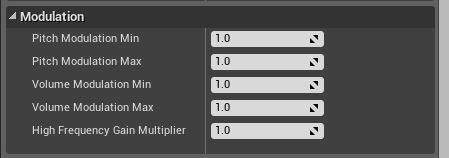 Modulation
Pitch Modulation Min 1.0
Pitch Modulation Max 1.0
Volume Modulation Min 1.0
Volume Modulation Max 1.0
High Frequency Gain Multiplier 1.0